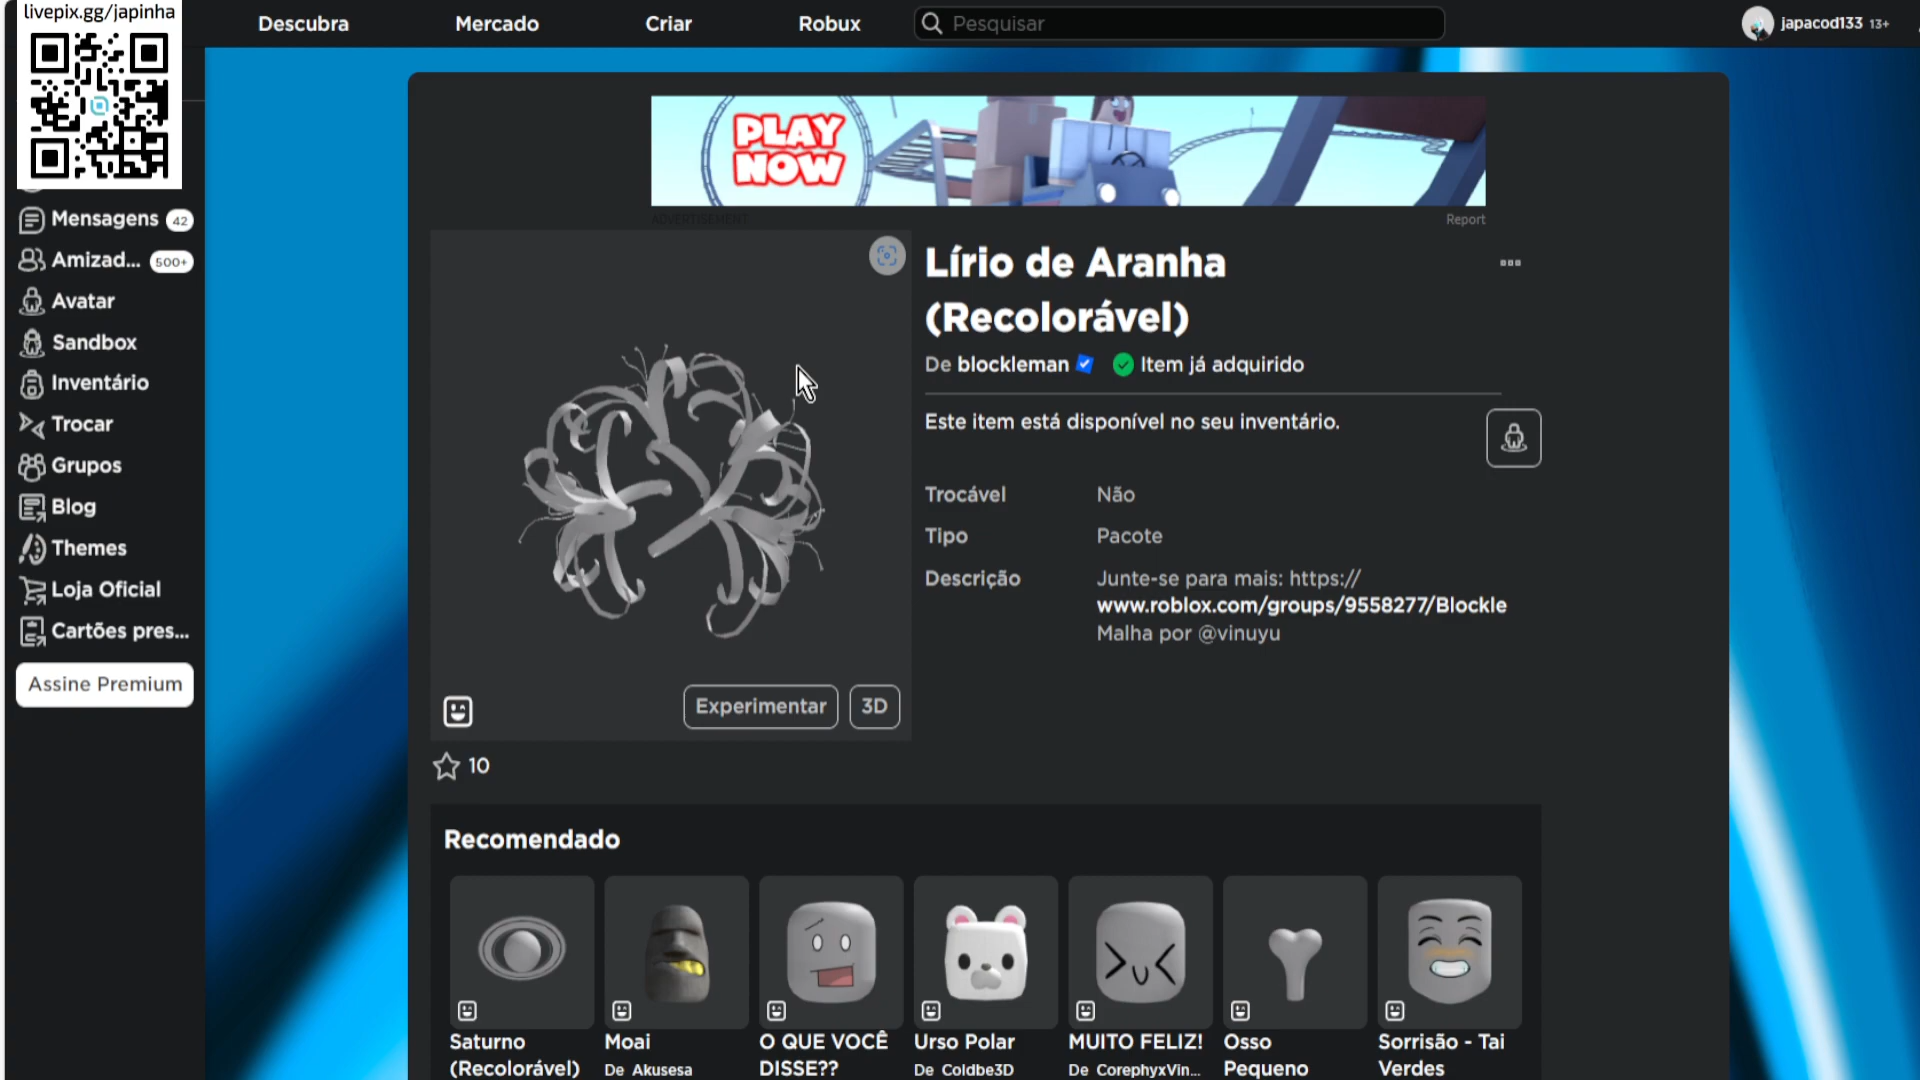 livepix.gg/japinha
Descubra
Mercado
Criar
Robux
Pesquisar
japacod133 13+
PLAY
NOW
ADVERTISEMENT
Report
Mensagens 42
Amizad... 500+
Avatar
Sandbox
Inventário
Trocar
Grupos
Blog
Themes
Loja Oficial
Cartões pres...
Assine Premium
Lírio de Aranha
(Recolorável)
De blockleman Item já adquirido
Este item está disponível no seu inventário.
Trocável Não
Tipo Pacote
Descrição Junte-se para mais: https://
www.roblox.com/groups/9558277/Blockle
Malha por @vinuyu
Experimentar
3D
10
Recomendado
Saturno
(Recolorável)
Moai
De Akusesa
O QUE VOCÊ
DISSE??
Urso Polar
De Coldbe3D
MUITO FELIZ!
De CorephyxVin...
Osso
Pequeno
Sorrisão - Tai
Verdes